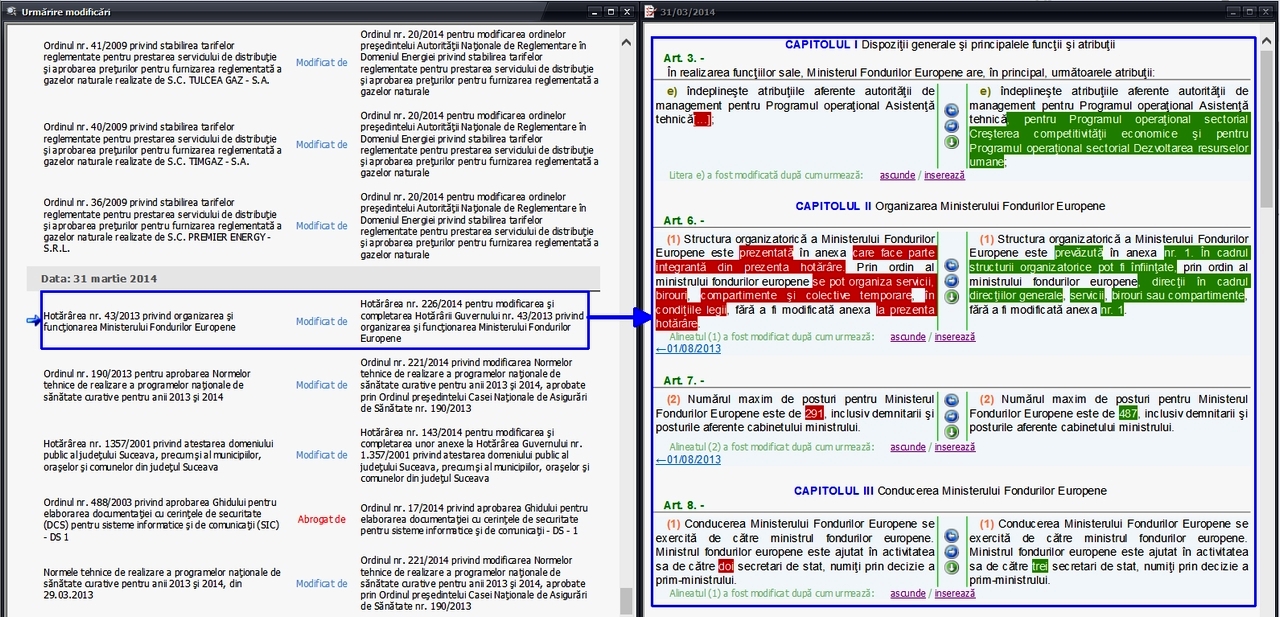 Urmărire modificări
Ordinul nr. 41/2009 privind stabilirea tarifelor
reglementate pentru prestarea serviciului de distribuţie
şi aprobarea preţurilor pentru furnizarea reglementată a
gazelor naturale realizate de S.C. TULCEA GAZ - S.A.
Modificat de
Ordinul nr. 20/2014 pentru modificarea ordinelor
preşedintelui Autorităţii Naţionale de Reglementare în
Domeniul Energiei privind stabilirea tarifelor
reglementate pentru prestarea serviciului de distribuţie
şi aprobarea preţurilor pentru furnizarea reglementată a
gazelor naturale
Ordinul nr. 40/2009 privind stabilirea tarifelor
reglementate pentru prestarea serviciului de distribuţie
şi aprobarea preţurilor pentru furnizarea reglementată a
gazelor naturale realizate de S.C. TIMGAZ - S.A.
Modificat de
Ordinul nr. 20/2014 pentru modificarea ordinelor
preşedintelui Autorităţii Naţionale de Reglementare în
Domeniul Energiei privind stabilirea tarifelor
reglementate pentru prestarea serviciului de distribuţie
şi aprobarea preţurilor pentru furnizarea reglementată a
gazelor naturale
Ordinul nr. 36/2009 privind stabilirea tarifelor
reglementate pentru prestarea serviciului de distribuţie
şi aprobarea preţurilor pentru furnizarea reglementată a
gazelor naturale realizate de S.C. PREMIER ENERGY -
S.R.L.
Modificat de
Ordinul nr. 20/2014 pentru modificarea ordinelor
preşedintelui Autorităţii Naţionale de Reglementare în
Domeniul Energiei privind stabilirea tarifelor
reglementate pentru prestarea serviciului de distribuţie
şi aprobarea preţurilor pentru furnizarea reglementată a
gazelor naturale
Data: 31 martie 2014
Hotărârea nr. 43/2013 privind organizarea şi
funcţionarea Ministerului Fondurilor Europene
Modificat de
Hotărârea nr. 226/2014 pentru modificarea şi
completarea Hotărârii Guvernului nr. 43/2013 privind
organizarea şi funcţionarea Ministerului Fondurilor
Europene
Ordinul nr. 190/2013 pentru aprobarea Normelor
tehnice de realizare a programelor naţionale de
sănătate curative pentru anii 2013 şi 2014
Modificat de
Ordinul nr. 221/2014 privind modificarea Normelor
tehnice de realizare a programelor naţionale de
sănătate curative pentru anii 2013 şi 2014, aprobate
prin Ordinul preşedintelui Casei Naţionale de Asigurări
de Sănătate nr. 190/2013
Hotărârea nr. 1357/2001 privind atestarea domeniului
public al judeţului Suceava, precum şi al municipiilor,
oraşelor şi comunelor din judeţul Suceava
Modificat de
Hotărârea nr. 143/2014 pentru modificarea şi
completarea unor anexe la Hotărârea Guvernului nr.
1.357/2001 privind atestarea domeniului public al
judeţului Suceava, precum şi al municipiilor, oraşelor şi
comunelor din judeţul Suceava
Ordinul nr. 488/2003 privind aprobarea Ghidului pentru
elaborarea documentaţiei cu cerinţele de securitate
(DCS) pentru sisteme informatice şi de comunicaţii (SIC)
- DS 1
Abrogat de
Ordinul nr. 17/2014 privind aprobarea Ghidului pentru
elaborarea documentaţiei cu cerinţele de securitate
pentru sisteme informatice şi de comunicaţii - DS - 1
Normele tehnice de realizare a programelor naţionale de
sănătate curative pentru anii 2013 şi 2014, din
29.03.2013
Modificat de
Ordinul nr. 221/2014 privind modificarea Normelor
tehnice de realizare a programelor naţionale de
sănătate curative pentru anii 2013 şi 2014, aprobate
prin Ordinul preşedintelui Casei Naţionale de Asigurări
de Sănătate nr. 190/2013
31/03/2014
CAPITOLUL I Dispoziţii generale şi principalele funcţii şi atribuţii
Art. 3. -
În realizarea funcţiilor sale, Ministerul Fondurilor Europene are, în principal, următoarele atribuţii:
e) îndeplineşte atribuţiile aferente autorităţii de
management pentru Programul operaţional Asistenţă
tehnică[...];
e) îndeplineşte atribuţiile aferente autorităţii de
management pentru Programul operaţional Asistenţă
tehnică, pentru Programul operaţional sectorial
Creşterea competitivităţii economice şi pentru
Programul operaţional sectorial Dezvoltarea resurselor
umane;
Litera e) a fost modificată după cum urmează: ascunde / inserează
CAPITOLUL II Organizarea Ministerului Fondurilor Europene
Art. 6. -
(1) Structura organizatorică a Ministerului Fondurilor
Europene este prezentată în anexa care face parte
integrantă din prezenta hotărâre. Prin ordin al
ministrului fondurilor europene se pot organiza servicii,
birouri, compartimente şi colective temporare, în
condiţiile legii, fără a fi modificată anexa la prezenta
hotărâre.
(1) Structura organizatorică a Ministerului Fondurilor
Europene este prevăzută în anexa nr. 1. În cadrul
structurii organizatorice pot fi înfiinţate, prin ordin al
ministrului fondurilor europene, direcţii în cadrul
direcţiilor generale, servicii, birouri sau compartimente,
fără a fi modificată anexa nr. 1.
Alineatul (1) a fost modificat după cum urmează: ascunde / inserează
←01/08/2013
Art. 7. -
(2) Numărul maxim de posturi pentru Ministerul
Fondurilor Europene este de 291, inclusiv demnitarii şi
posturile aferente cabinetului ministrului.
(2) Numărul maxim de posturi pentru Ministerul
Fondurilor Europene este de 487, inclusiv demnitarii şi
posturile aferente cabinetului ministrului.
Alineatul (2) a fost modificat după cum urmează: ascunde / inserează
←01/08/2013
CAPITOLUL III Conducerea Ministerului Fondurilor Europene
Art. 8. -
(1) Conducerea Ministerului Fondurilor Europene se
exercită de către ministrul fondurilor europene.
Ministrul fondurilor europene este ajutat în activitatea
sa de către doi secretari de stat, numiţi prin decizie a
prim-ministrului.
(1) Conducerea Ministerului Fondurilor Europene se
exercită de către ministrul fondurilor europene.
Ministrul fondurilor europene este ajutat în activitatea
sa de către trei secretari de stat, numiţi prin decizie a
prim-ministrului.
Alineatul (1) a fost modificat după cum urmează: ascunde / inserează